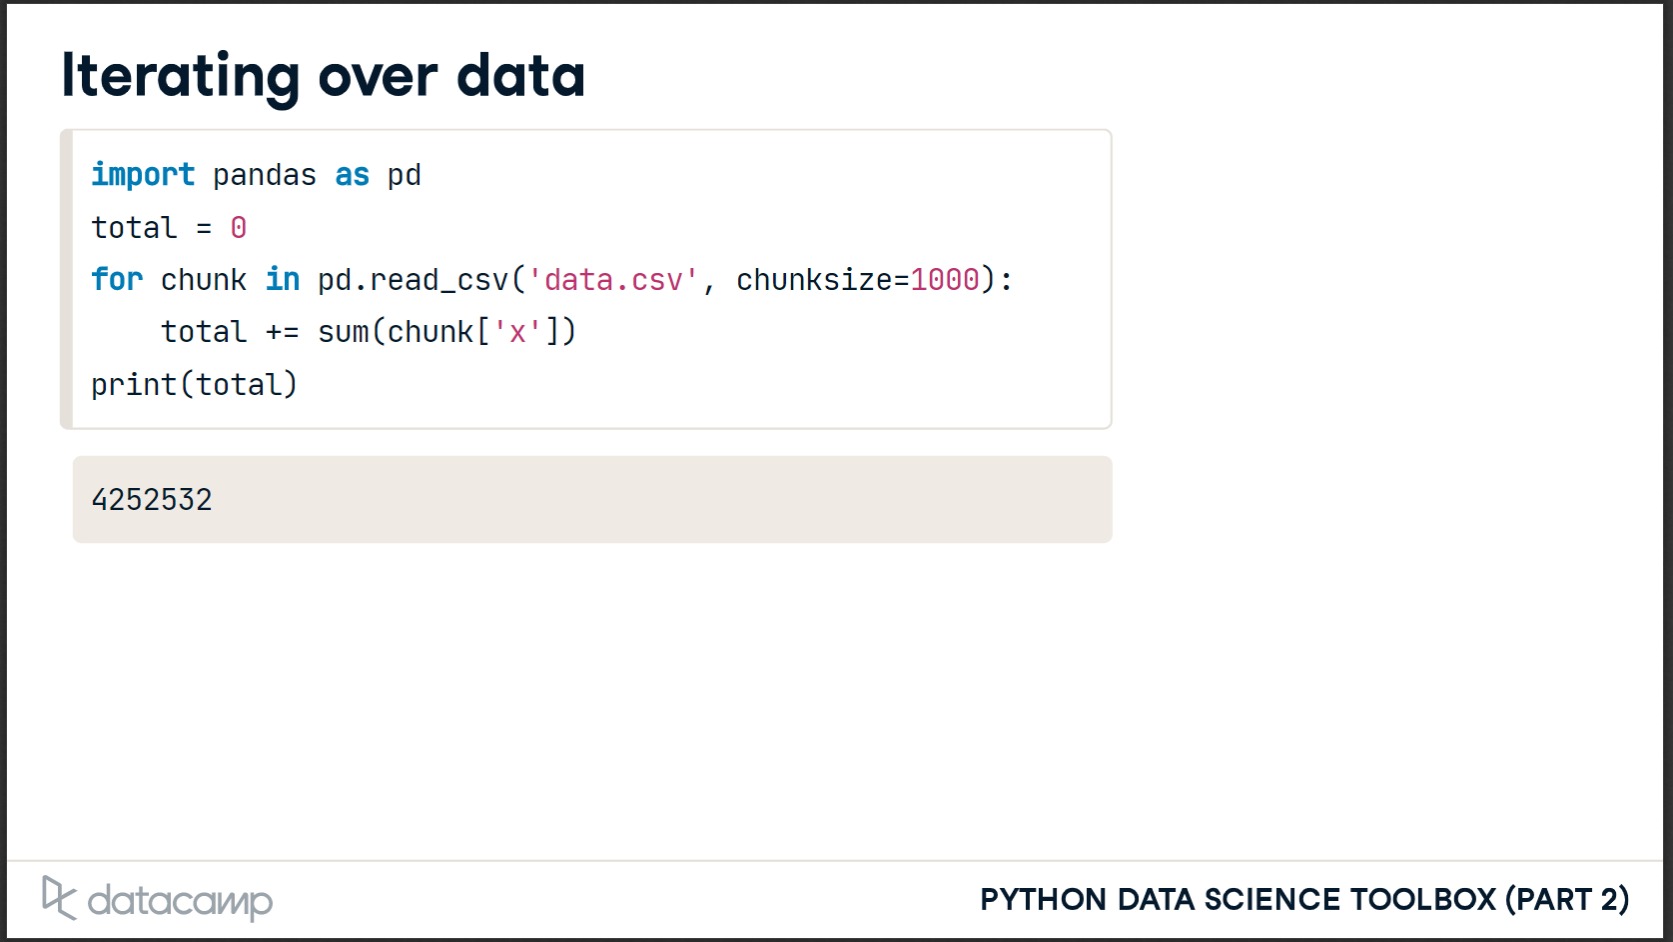 Iterating over data
import pandas as pd
total = 0
for chunk in pd.read_csv('data.csv', chunksize=1000):
    total += sum(chunk['x'])
print(total)
4252532
datacamp
PYTHON DATA SCIENCE TOOLBOX (PART 2)